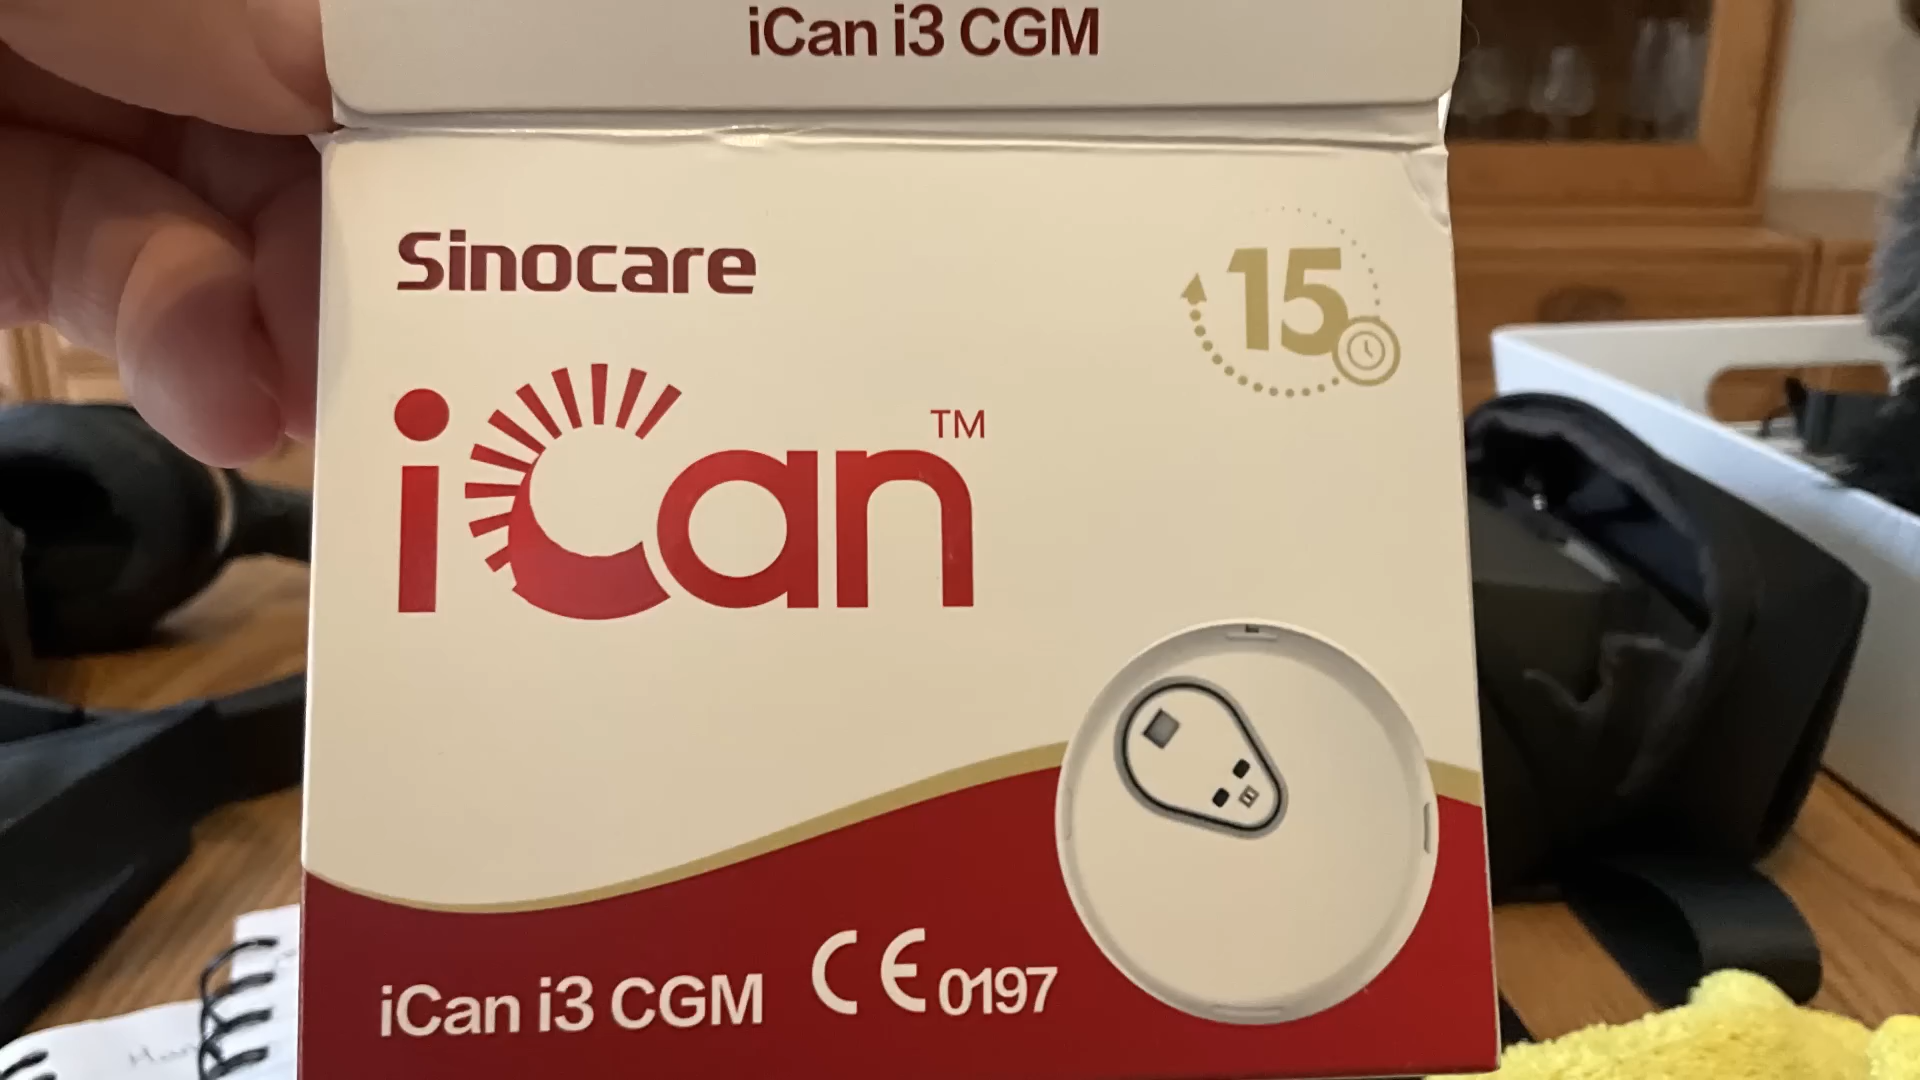 iCan i3 CGM
Sinocare
15
iCan™
iCan i3 CGM CE 0197